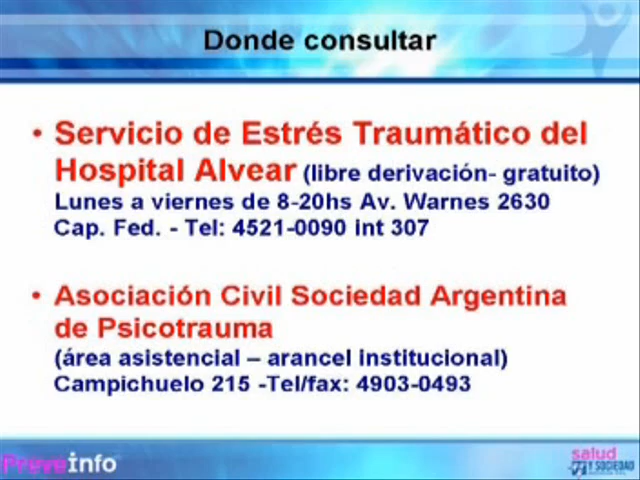 Donde consultar
• Servicio de Estrés Traumático del
Hospital Alvear (libre derivación- gratuito)
Lunes a viernes de 8-20hs Av. Warnes 2630
Cap. Fed. - Tel: 4521-0090 int 307
• Asociación Civil Sociedad Argentina
de Psicotrauma
(área asistencial – arancel institucional)
Campichuelo 215 -Tel/fax: 4903-0493
Preveinfo
salud
Y SOCIEDAD